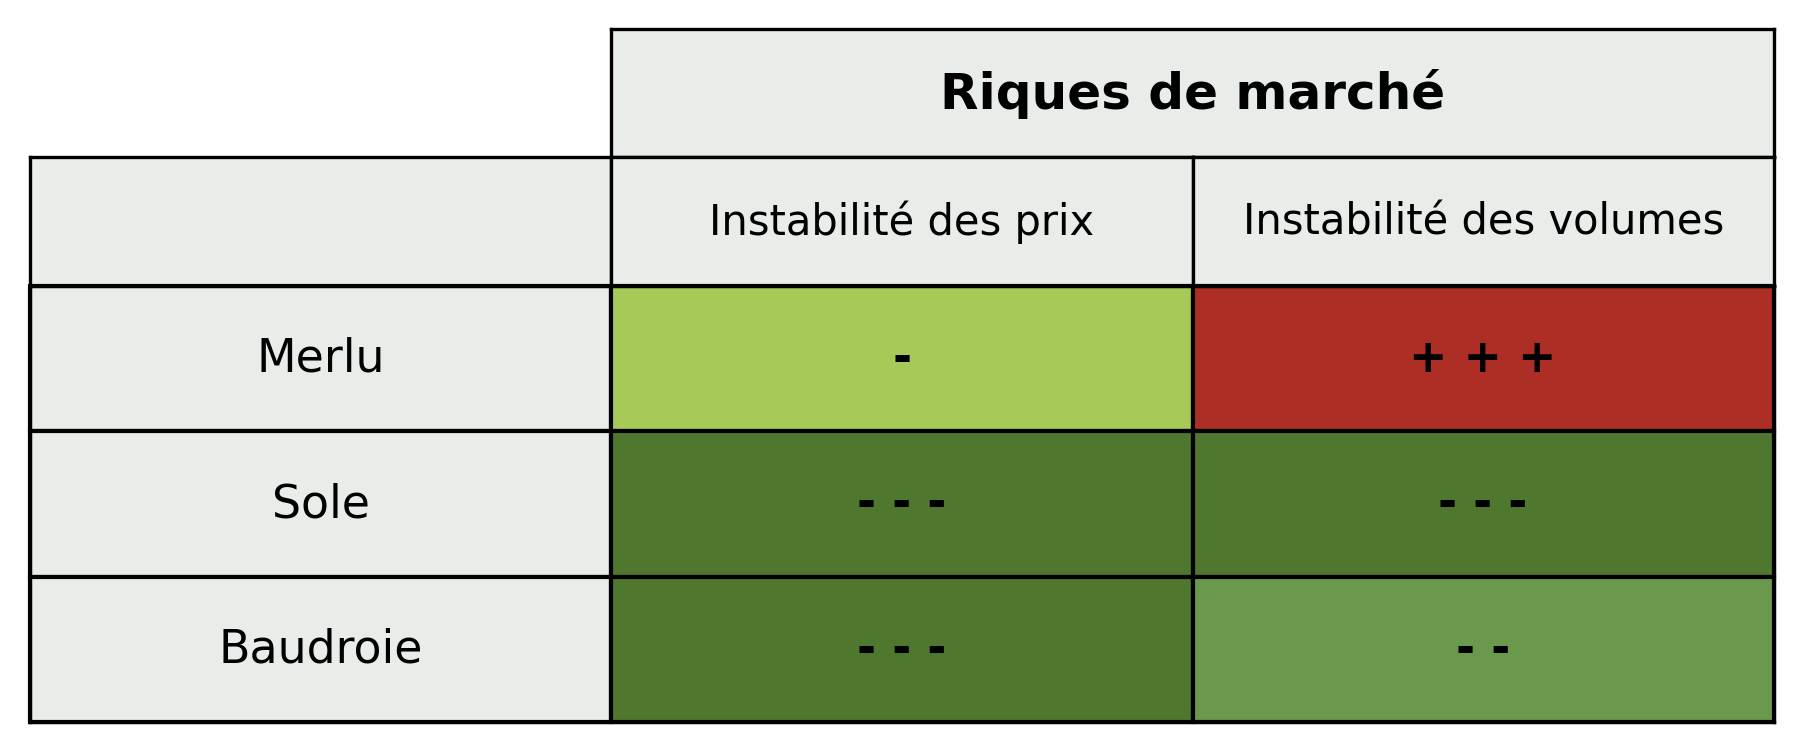 Riques de marché
Instabilité des prix Instabilité des volumes
Merlu - + + +
Sole - - - - - -
Baudroie - - - - -